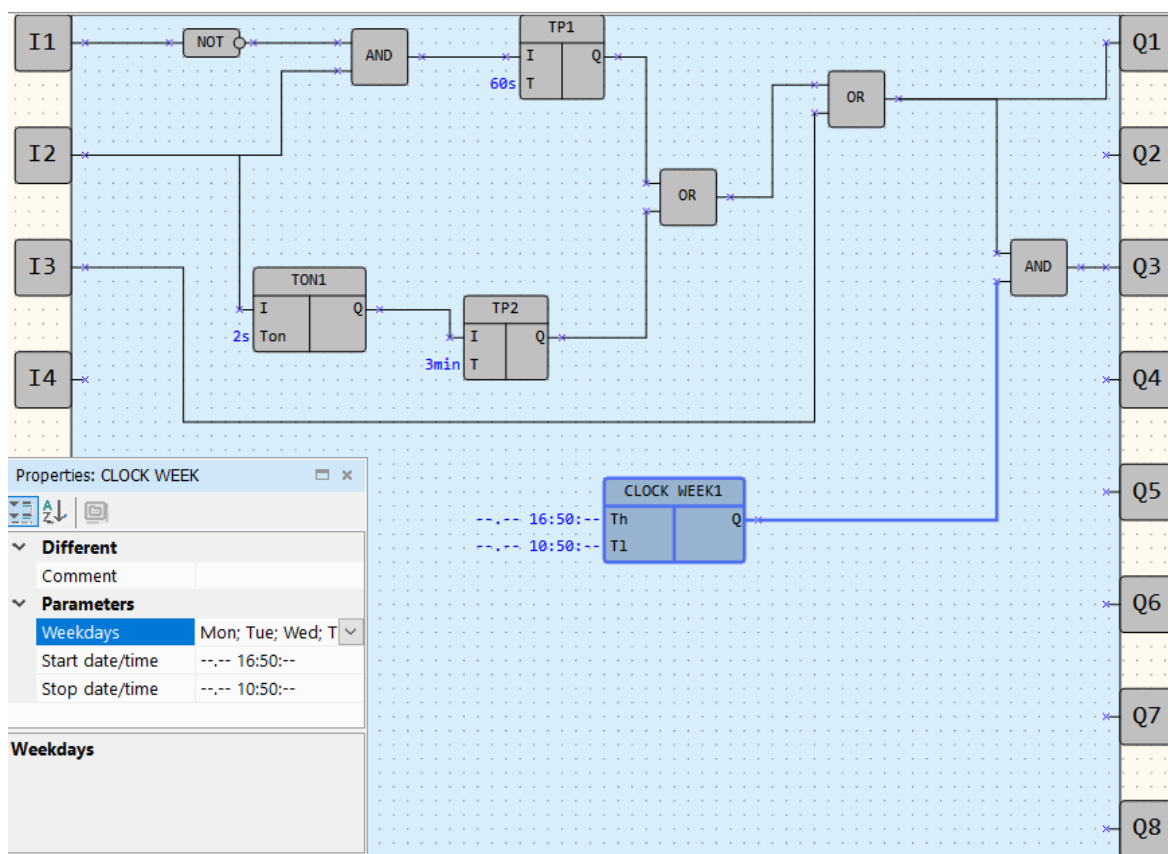 I1
NOT
AND
TP1
I
Q
60s
T
OR
Q1
I2
Q2
OR
I3
TON1
I
Q
2s
Ton
TP2
I
Q
3min
T
AND
Q3
I4
Q4
Properties: CLOCK WEEK
Different
Comment
Parameters
Weekdays
Mon; Tue; Wed; T
Start date/time
--.-- 16:50:--
Stop date/time
--.-- 10:50:--
Weekdays
CLOCK WEEK1
--.-- 16:50:--
Th
Q
--.-- 10:50:--
Tl
Q5
Q6
Q7
Q8